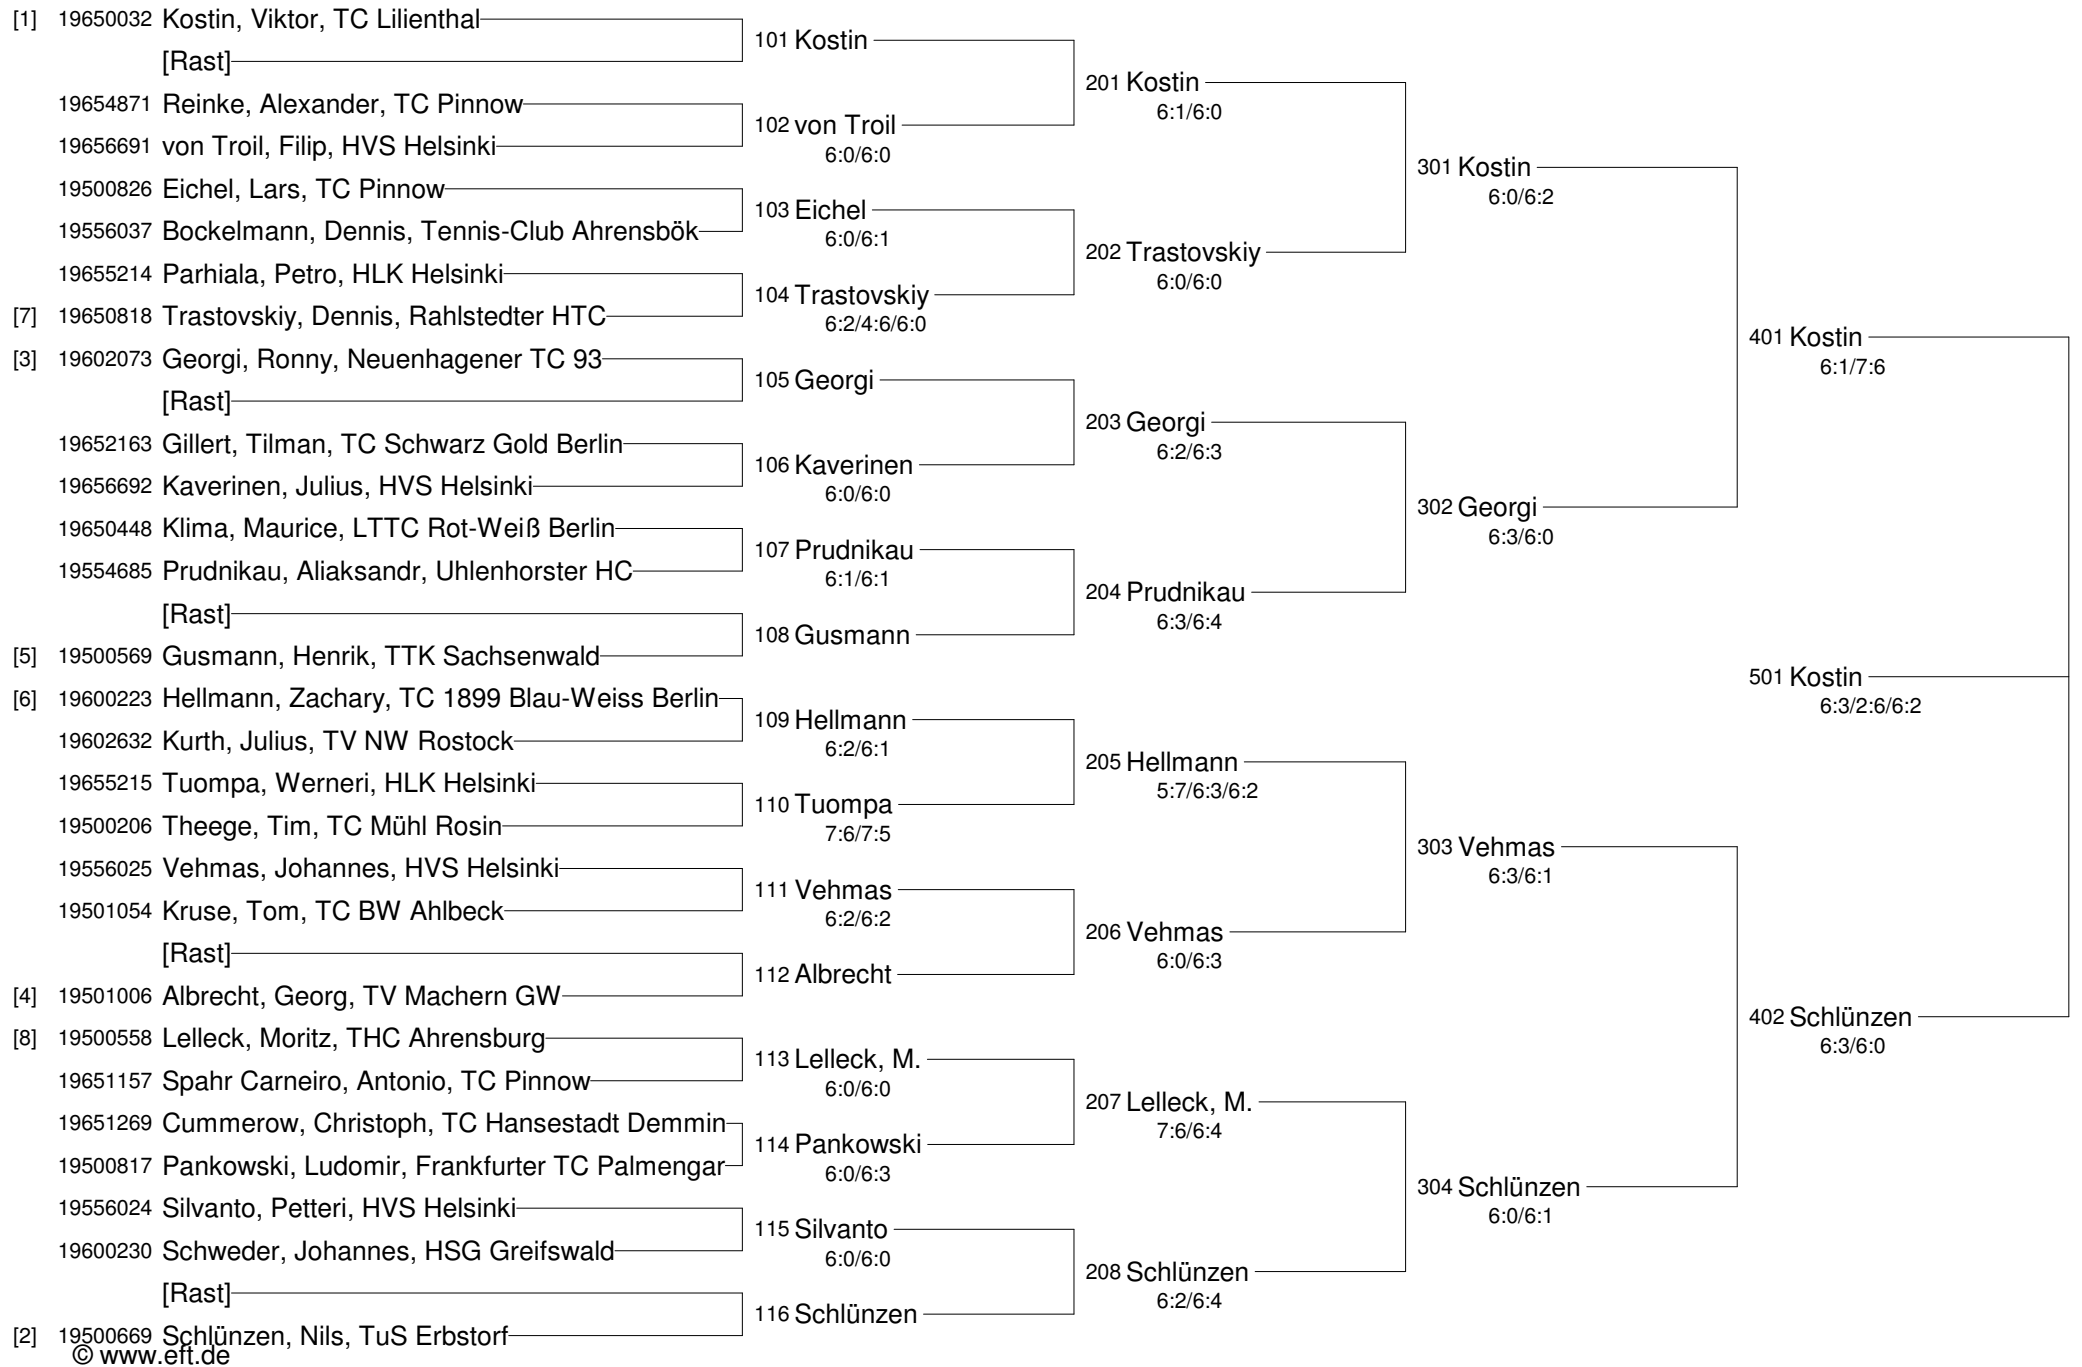 [1] 19650032 Kostin, Viktor, TC Lilienthal
[Rast]
19654871 Reinke, Alexander, TC Pinnow
19656691 von Troil, Filip, HVS Helsinki
19500826 Eichel, Lars, TC Pinnow
19556037 Bockelmann, Dennis, Tennis-Club Ahrensbök
19655214 Parhiala, Petro, HLK Helsinki
[7] 19650818 Trastovskiy, Dennis, Rahlstedter HTC
[3] 19602073 Georgi, Ronny, Neuenhagener TC 93
[Rast]
19652163 Gillert, Tilman, TC Schwarz Gold Berlin
19656692 Kaverinen, Julius, HVS Helsinki
19650448 Klima, Maurice, LTTC Rot-Weiß Berlin
19554685 Prudnikau, Aliaksandr, Uhlenhorster HC
[Rast]
[5] 19500569 Gusmann, Henrik, TTK Sachsenwald
[6] 19600223 Hellmann, Zachary, TC 1899 Blau-Weiss Berlin
19602632 Kurth, Julius, TV NW Rostock
19655215 Tuompa, Werneri, HLK Helsinki
19500206 Theege, Tim, TC Mühl Rosin
19556025 Vehmas, Johannes, HVS Helsinki
19501054 Kruse, Tom, TC BW Ahlbeck
[Rast]
[4] 19501006 Albrecht, Georg, TV Machern GW
[8] 19500558 Lelleck, Moritz, THC Ahrensburg
19651157 Spahr Carneiro, Antonio, TC Pinnow
19651269 Cummerow, Christoph, TC Hansestadt Demmin
19500817 Pankowski, Ludomir, Frankfurter TC Palmengar
19556024 Silvanto, Petteri, HVS Helsinki
19600230 Schweder, Johannes, HSG Greifswald
[Rast]
[2] 19500669 Schlünzen, Nils, TuS Erbstorf
© www.eft.de
101 Kostin
102 von Troil
6:0/6:0
103 Eichel
6:0/6:1
104 Trastovskiy
6:2/4:6/6:0
105 Georgi
106 Kaverinen
6:0/6:0
107 Prudnikau
6:1/6:1
108 Gusmann
109 Hellmann
6:2/6:1
110 Tuompa
7:6/7:5
111 Vehmas
6:2/6:2
112 Albrecht
113 Lelleck, M.
6:0/6:0
114 Pankowski
6:0/6:3
115 Silvanto
6:0/6:0
116 Schlünzen
201 Kostin
6:1/6:0
202 Trastovskiy
6:0/6:0
203 Georgi
6:2/6:3
204 Prudnikau
6:3/6:4
205 Hellmann
5:7/6:3/6:2
206 Vehmas
6:0/6:3
207 Lelleck, M.
7:6/6:4
208 Schlünzen
6:2/6:4
301 Kostin
6:0/6:2
302 Georgi
6:3/6:0
303 Vehmas
6:3/6:1
304 Schlünzen
6:0/6:1
401 Kostin
6:1/7:6
501 Kostin
6:3/2:6/6:2
402 Schlünzen
6:3/6:0